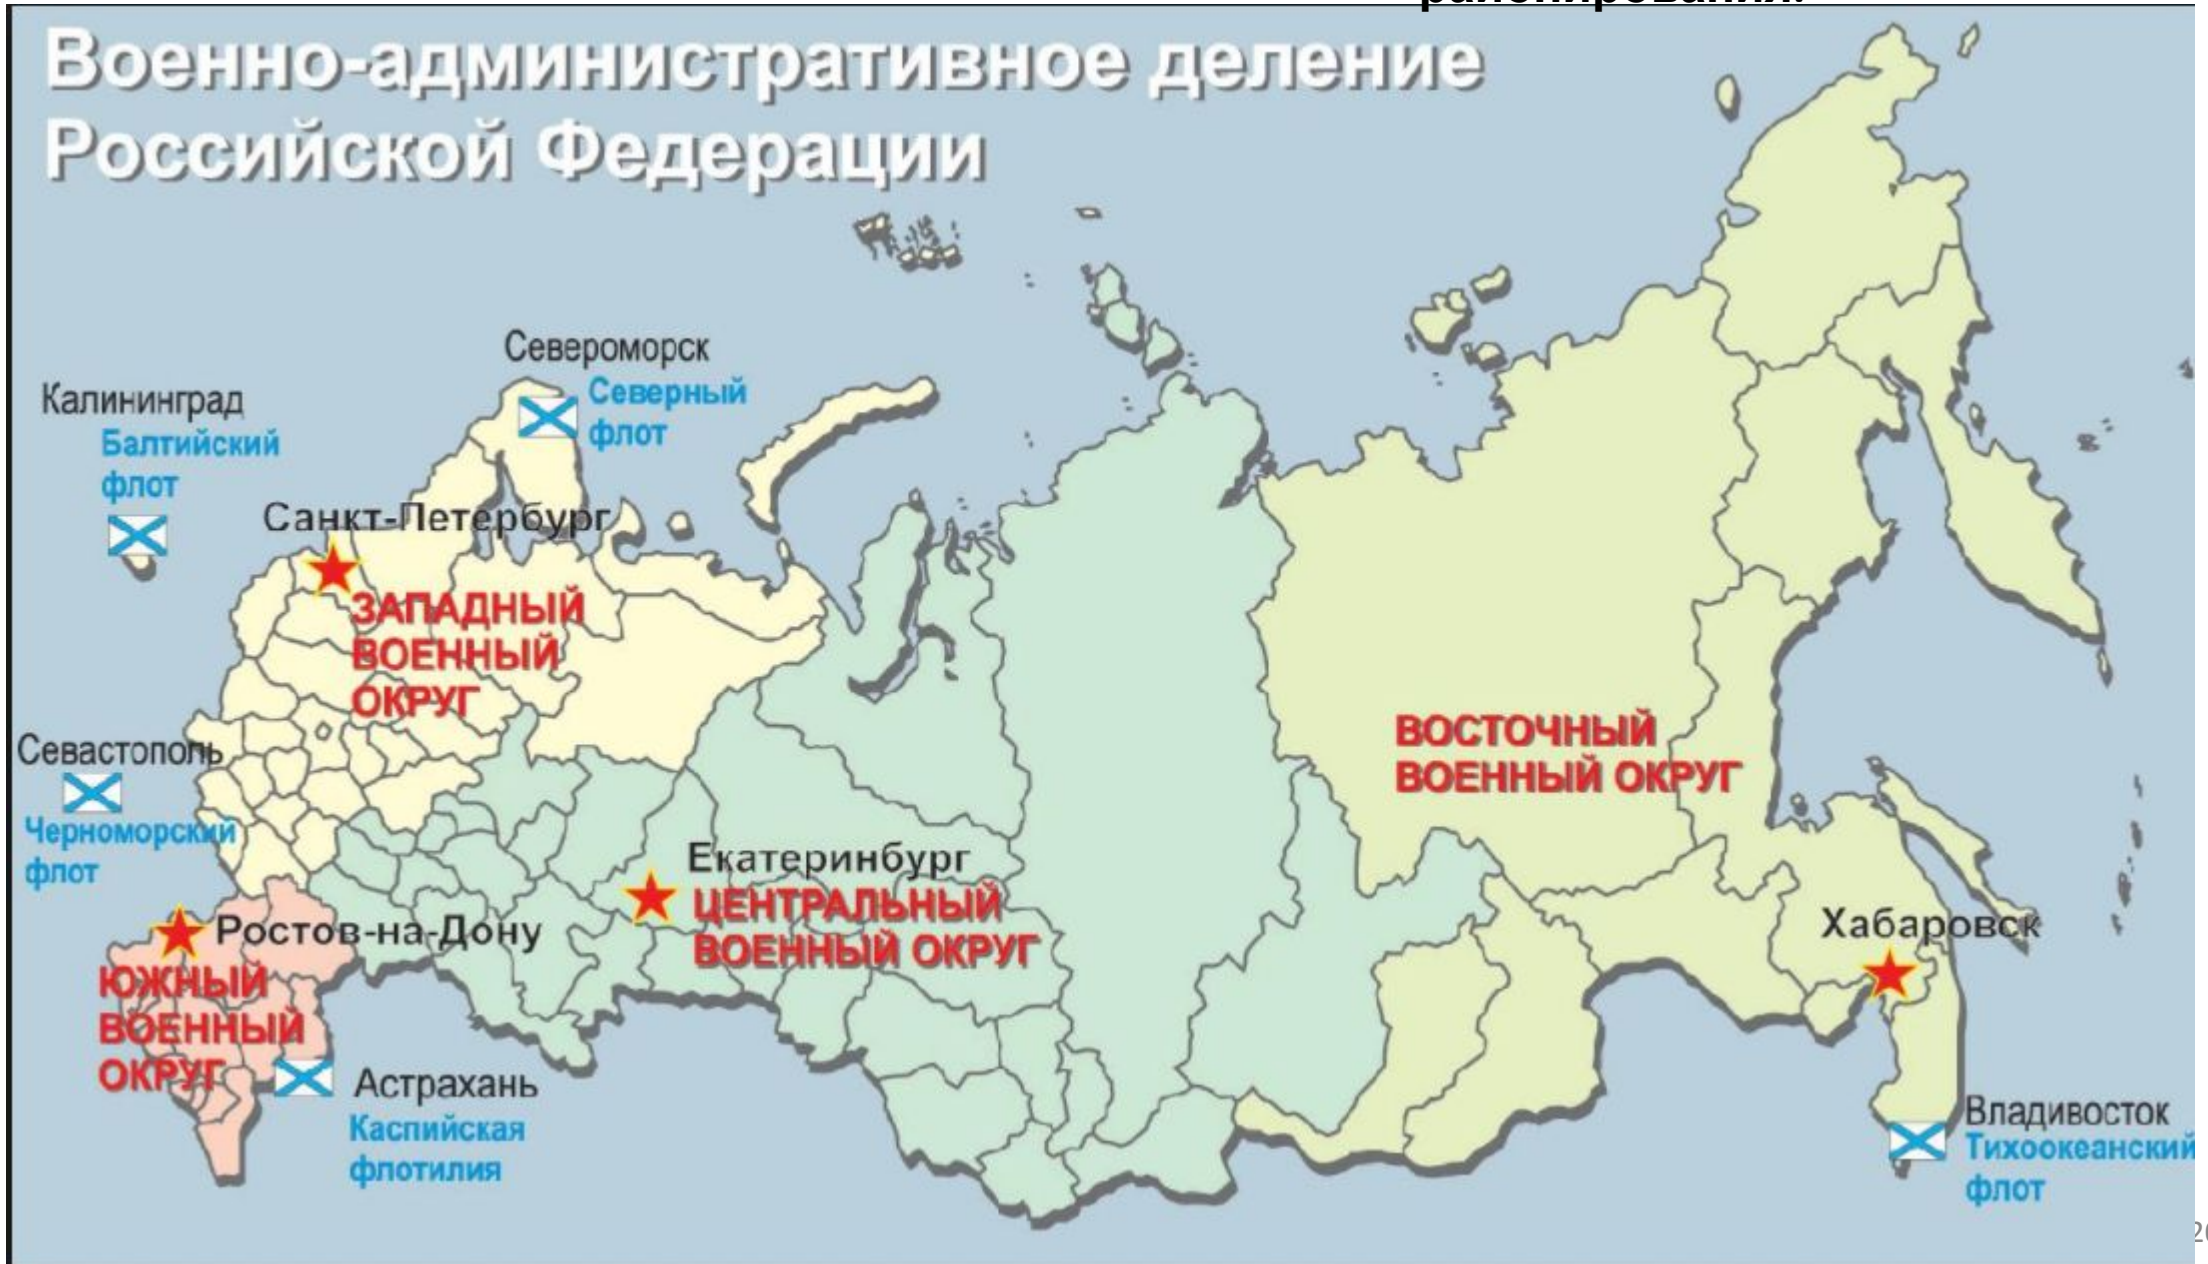 районирования.
Военно-административное деление
Российской Федерации
Североморск
Северный
флот
Калининград
Балтийский
флот
Санкт-Петербург
ЗАПАДНЫЙ
ВОЕННЫЙ
ОКРУГ
Севастополь
Черноморский
флот
ВОСТОЧНЫЙ
ВОЕННЫЙ ОКРУГ
Екатеринбург
ЦЕНТРАЛЬНЫЙ
ВОЕННЫЙ ОКРУГ
Ростов-на-Дону
ЮЖНЫЙ
ВОЕННЫЙ
ОКРУГ
Хабаровск
Астрахань
Каспийская
флотилия
Владивосток
Тихоокеанский
флот